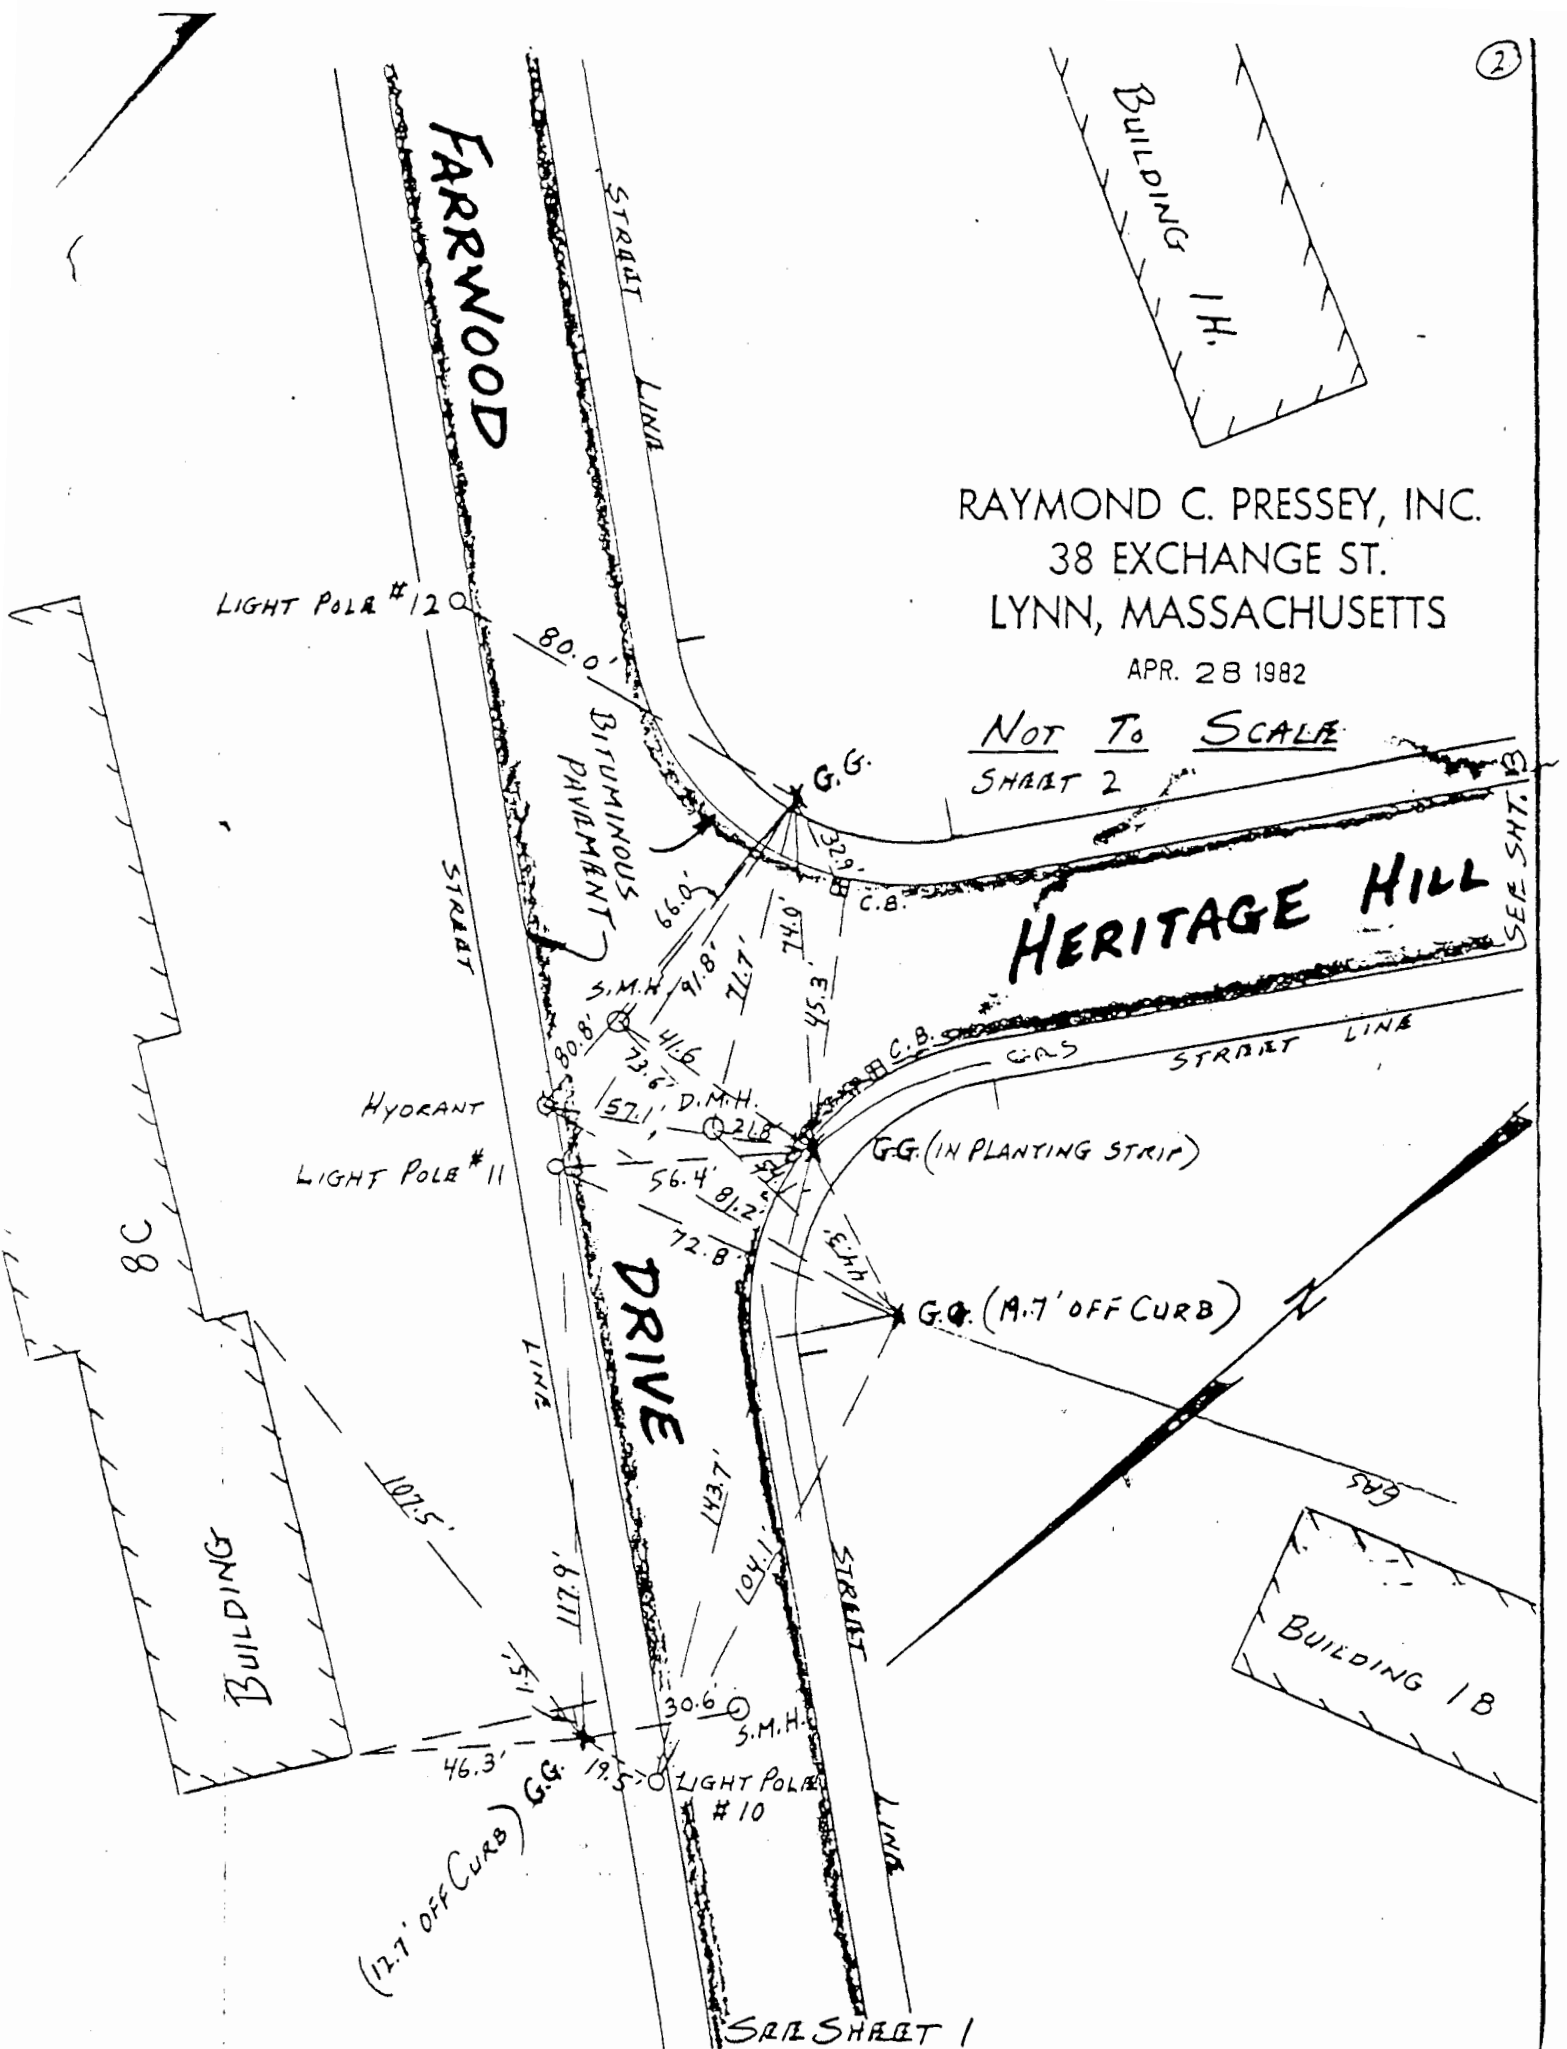 2
BUILDING 1H.
FARRWOOD
STREET LINE
RAYMOND C. PRESSEY, INC.
38 EXCHANGE ST.
LYNN, MASSACHUSETTS
APR. 28 1982
NOT TO SCALE
SHEET 2
LIGHT POLE #12
80.0'
BITUMINOUS
PAVEMENT
G.G.
32.9'
C.B.
HERITAGE HILL
SEE SHT. 3
66.0'
74.0'
91.8'
71.7'
45.3'
STREET LINE
S.M.H.
80.8'
41.6
73.6'
C.B.
GAS
STREET LINE
HYDRANT
57.1'
D.M.H.
21.8'
G.G. (IN PLANTING STRIP)
LIGHT POLE #11
56.4'
81.2'
72.8'
44.3'
8C
DRIVE
G.G. (19.7' OFF CURB)
N
GAS
107.5'
143.7'
104.1'
117.9'
STREET LINE
BUILDING
BUILDING 1B
1.5'
30.6'
S.M.H.
46.3'
19.5'
LIGHT POLE
#10
(12.7' OFF CURB) G.G.
SEE SHEET 1